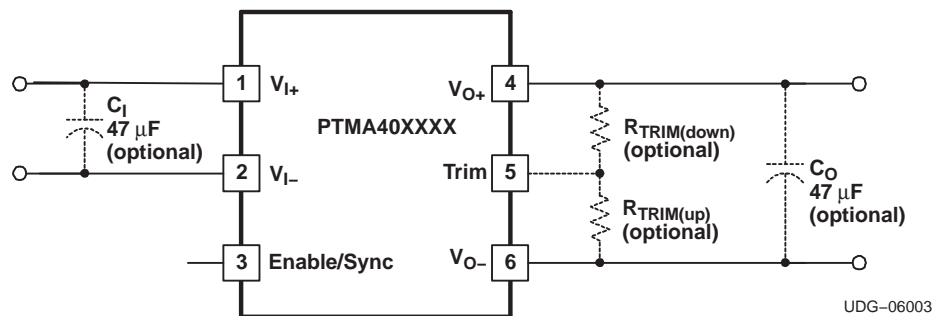 1
V_I+
C_I
47 μF
(optional)
2
V_I–
3
Enable/Sync
PTMA40XXXX
V_O+
4
Trim
5
V_O–
6
R_TRIM(down)
(optional)
R_TRIM(up)
(optional)
C_O
47 μF
(optional)
UDG–06003